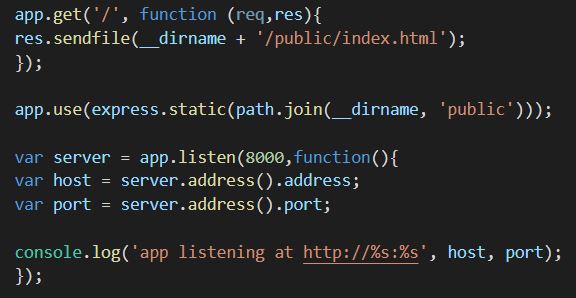 app.get('/', function (req,res){
res.sendfile(__dirname + '/public/index.html');
});
app.use(express.static(path.join(__dirname, 'public')));
var server = app.listen(8000,function(){
var host = server.address().address;
var port = server.address().port;
console.log('app listening at http://%s:%s', host, port);
});